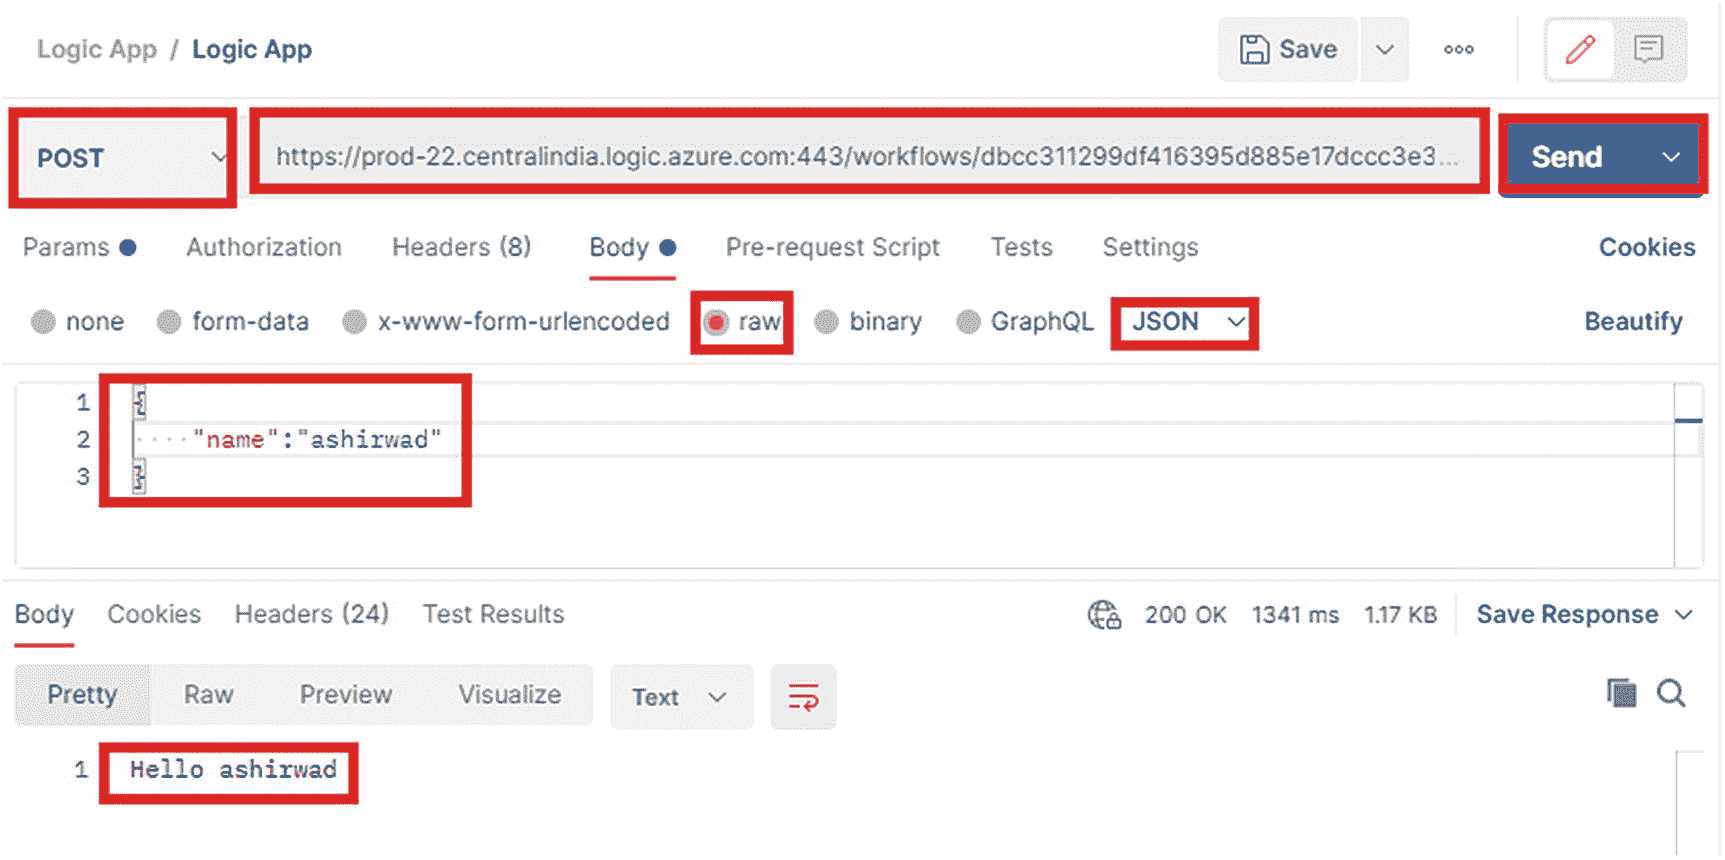 Logic App / Logic App Save
POST https://prod-22.centralindia.logic.azure.com:443/workflows/dbcc311299df416395d885e17dccc3e3... Send
Params Authorization Headers (8) Body Pre-request Script Tests Settings Cookies
none form-data x-www-form-urlencoded raw binary GraphQL JSON Beautify
1 {
2 "name":"ashirwad"
3 }
Body Cookies Headers (24) Test Results 200 OK 1341 ms 1.17 KB Save Response
Pretty Raw Preview Visualize Text
1 Hello ashirwad